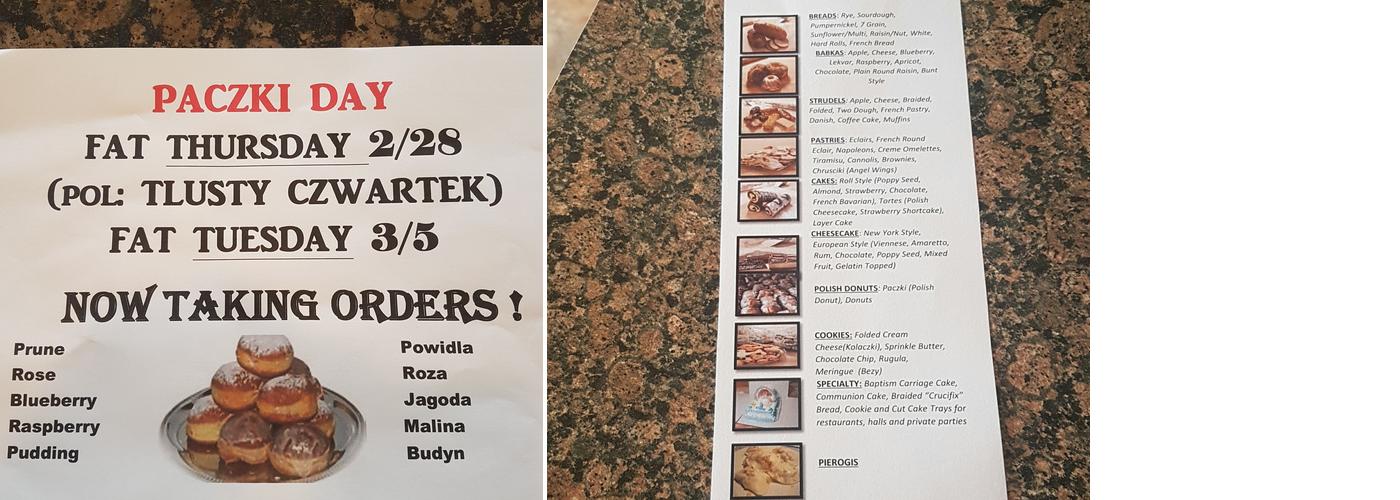 PACZKI DAY
FAT THURSDAY 2/28
(POL: TLUSTY CZWARTEK)
FAT TUESDAY 3/5
NOW TAKING ORDERS !
Prune
Rose
Blueberry
Raspberry
Pudding
Powidla
Roza
Jagoda
Malina
Budyn
BREADS: Rye, Sourdough,
Pumpernickel, 7 Grain,
Sunflower/Multi, Raisin/Nut, White,
Hard Rolls, French Bread
BABKAS: Apple, Cheese, Blueberry,
Lekvar, Raspberry, Apricot,
Chocolate, Plain Round Raisin, Bunt
Style
STRUDELS: Apple, Cheese, Braided,
Folded, Two Dough, French Pastry,
Danish, Coffee Cake, Muffins
PASTRIES: Eclairs, French Round
Eclair, Napoleons, Creme Omelettes,
Tiramisu, Cannolis, Brownies,
Chrusciki (Angel Wings)
CAKES: Roll Style (Poppy Seed,
Almond, Strawberry, Chocolate,
French Bavarian), Tortes (Polish
Cheesecake, Strawberry Shortcake),
Layer Cake
CHEESECAKE: New York Style,
European Style (Viennese, Amaretto,
Rum, Chocolate, Poppy Seed, Mixed
Fruit, Gelatin Topped)
POLISH DONUTS: Paczki (Polish
Donut), Donuts
COOKIES: Folded Cream
Cheese(Kolaczki), Sprinkle Butter,
Chocolate Chip, Rugula,
Meringue (Bezy)
SPECIALTY: Baptism Carriage Cake,
Communion Cake, Braided "Crucifix"
Bread, Cookie and Cut Cake Trays for
restaurants, halls and private parties
PIEROGIS